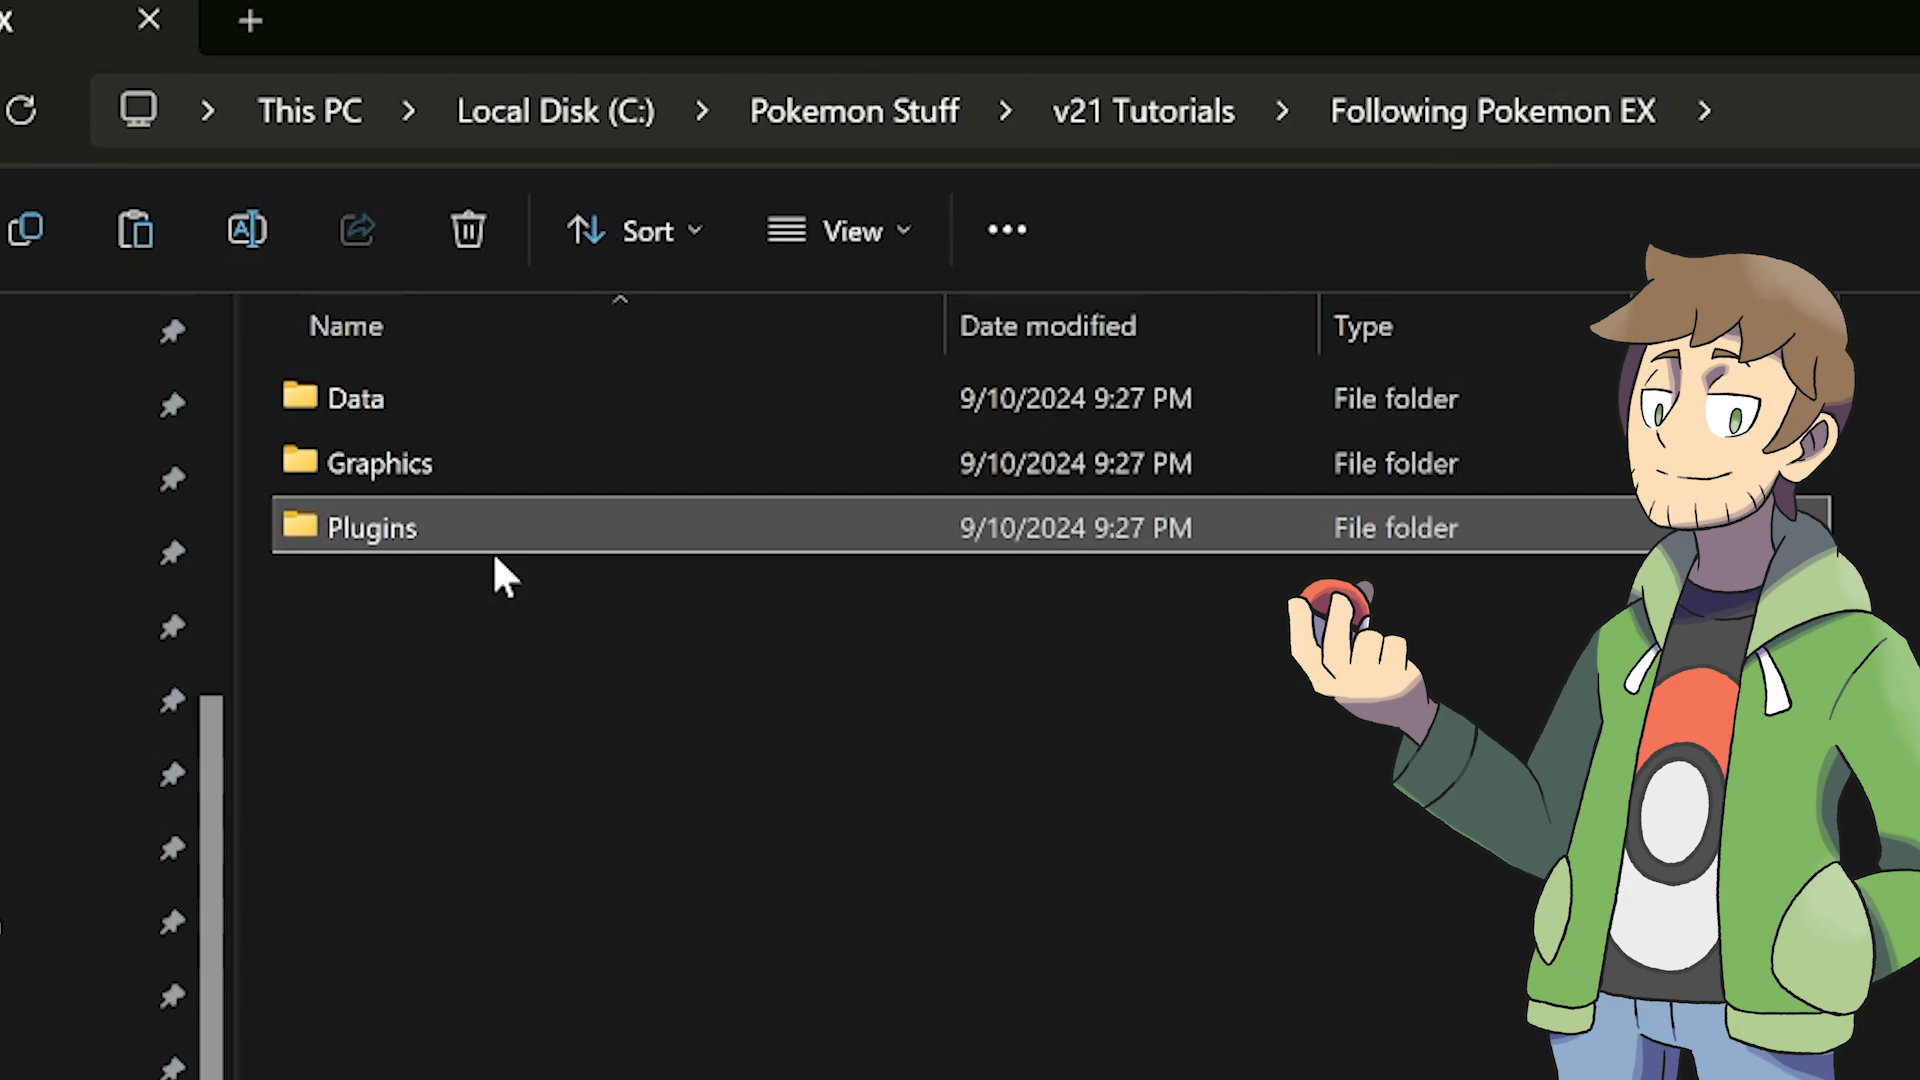 X
This PC > Local Disk (C:) > Pokemon Stuff > v21 Tutorials > Following Pokemon EX >
Sort View
Name Date modified Type
Data 9/10/2024 9:27 PM File folder
Graphics 9/10/2024 9:27 PM File folder
Plugins 9/10/2024 9:27 PM File folder